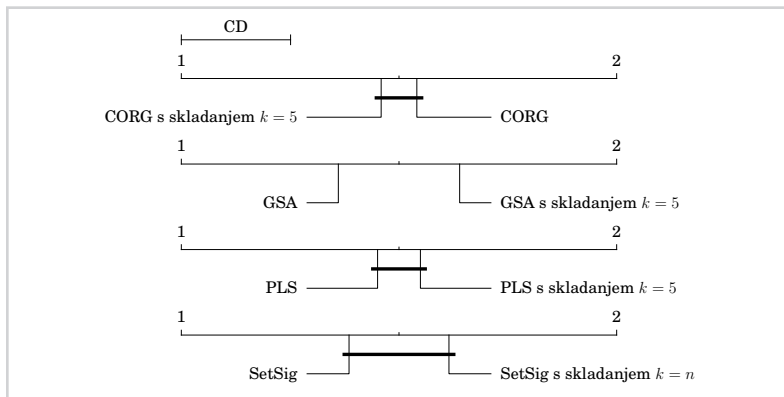 CD
1 2
CORG s skladanjem k = 5 CORG
1 2
GSA GSA s skladanjem k = 5
1 2
PLS PLS s skladanjem k = 5
1 2
SetSig SetSig s skladanjem k = n